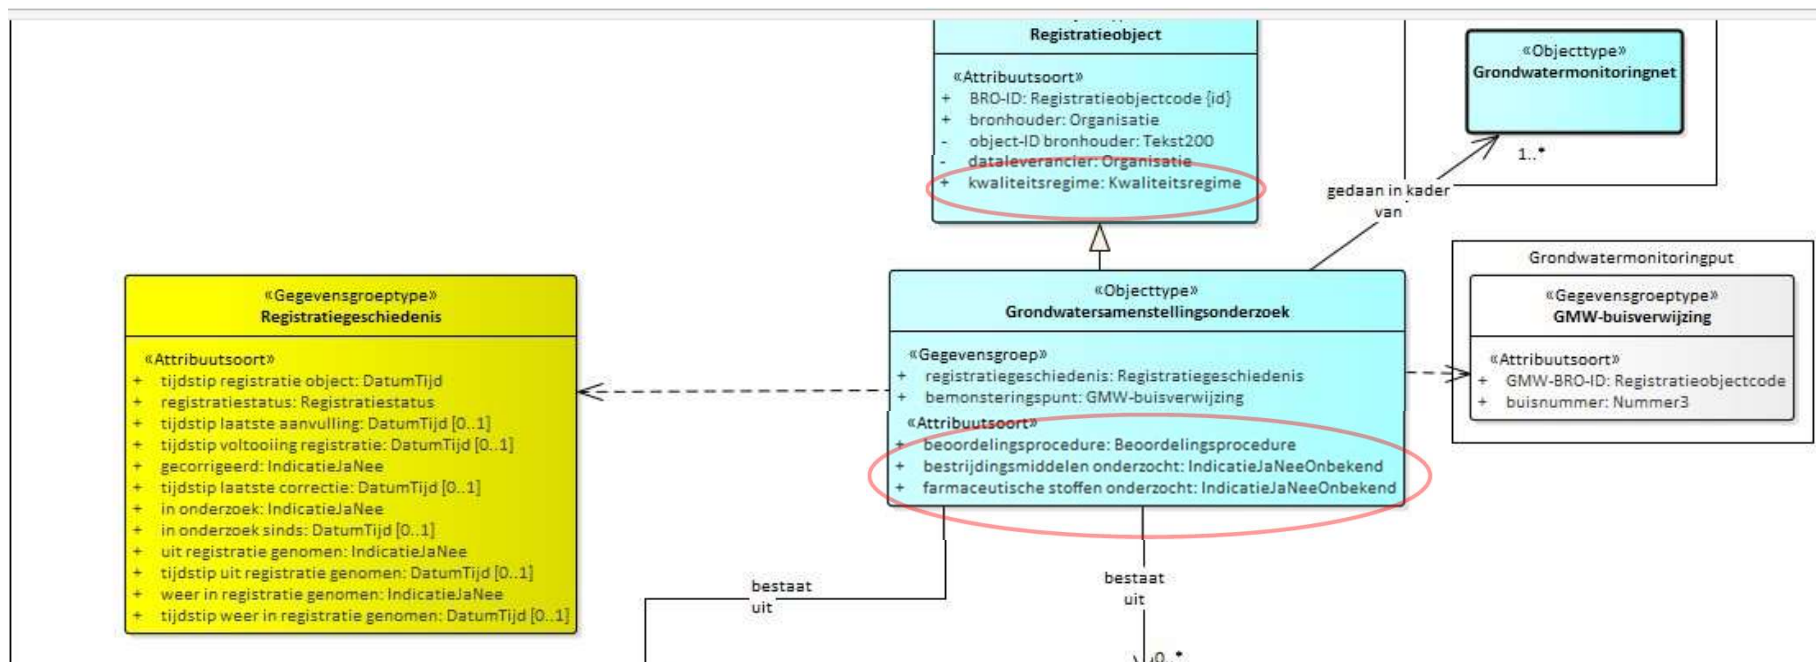 Registratieobject
«Attribuutsoort»
+ BRO-ID: Registratieobjectcode {id}
+ bronhouder: Organisatie
- object-ID bronhouder: Tekst200
- dataleverancier: Organisatie
+ kwaliteitsregime: Kwaliteitsregime
«Objecttype»
Grondwatermonitoringnet
1..*
gedaan in kader
van
Grondwatermonitoringput
«Gegevensgroeptype»
GMW-buisverwijzing
«Attribuutsoort»
+ GMW-BRO-ID: Registratieobjectcode
+ buisnummer: Nummer3
«Objecttype»
Grondwatersamenstellingsonderzoek
«Gegevensgroep»
+ registratiegeschiedenis: Registratiegeschiedenis
+ bemonsteringspunt: GMW-buisverwijzing
«Attribuutsoort»
+ beoordelingsprocedure: Beoordelingsprocedure
+ bestrijdingsmiddelen onderzocht: IndicatieJaNeeOnbekend
+ farmaceutische stoffen onderzocht: IndicatieJaNeeOnbekend
«Gegevensgroeptype»
Registratiegeschiedenis
«Attribuutsoort»
+ tijdstip registratie object: DatumTijd
+ registratiestatus: Registratiestatus
+ tijdstip laatste aanvulling: DatumTijd [0..1]
+ tijdstip voltooiing registratie: DatumTijd [0..1]
+ gecorrigeerd: IndicatieJaNee
+ tijdstip laatste correctie: DatumTijd [0..1]
+ in onderzoek: IndicatieJaNee
+ in onderzoek sinds: DatumTijd [0..1]
+ uit registratie genomen: IndicatieJaNee
+ tijdstip uit registratie genomen: DatumTijd [0..1]
+ weer in registratie genomen: IndicatieJaNee
+ tijdstip weer in registratie genomen: DatumTijd [0..1]
bestaat
uit
bestaat
uit
0..*